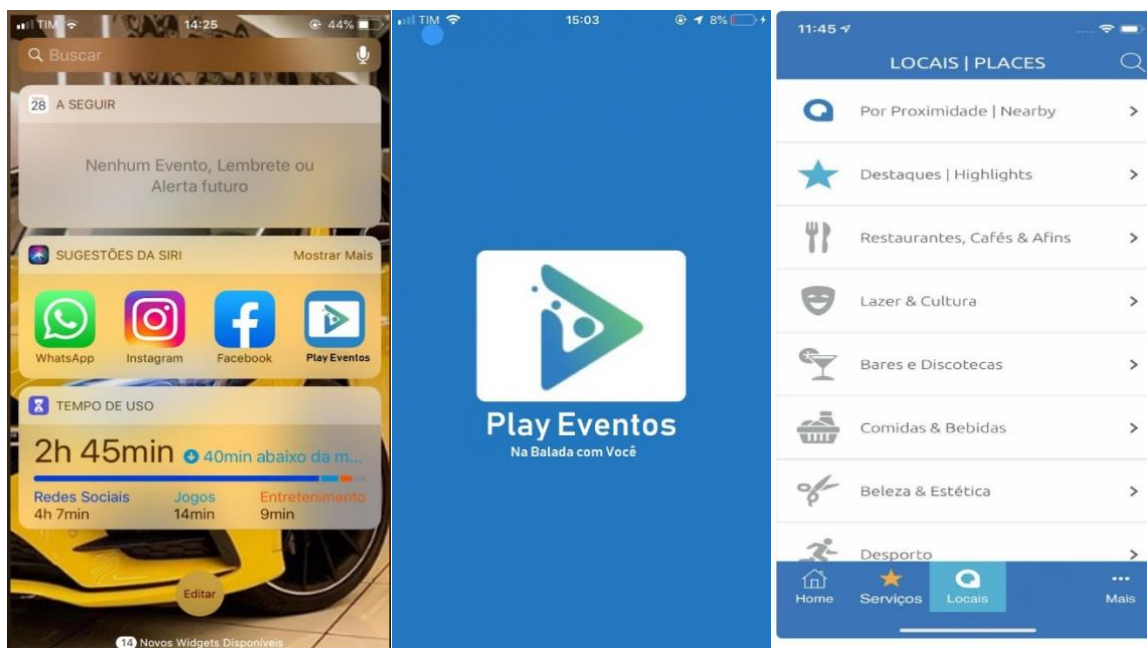 TIM
14:25
44%
Buscar
28
A SEGUIR
Nenhum Evento, Lembrete ou
Alerta futuro
SUGESTÕES DA SIRI
Mostrar Mais
WhatsApp
Instagram
Facebook
Play Eventos
TEMPO DE USO
2h 45min
40min abaixo da m...
Redes Sociais
Jogos
Entretenimento
4h 7min
14min
9min
Editar
14 Novos Widgets Disponíveis
TIM
15:03
8%
Play Eventos
Na Balada com Você
11:45
LOCAIS | PLACES
Por Proximidade | Nearby
Destaques | Highlights
Restaurantes, Cafés & Afins
Lazer & Cultura
Bares e Discotecas
Comidas & Bebidas
Beleza & Estética
Desporto
Home
Serviços
Locais
Mais